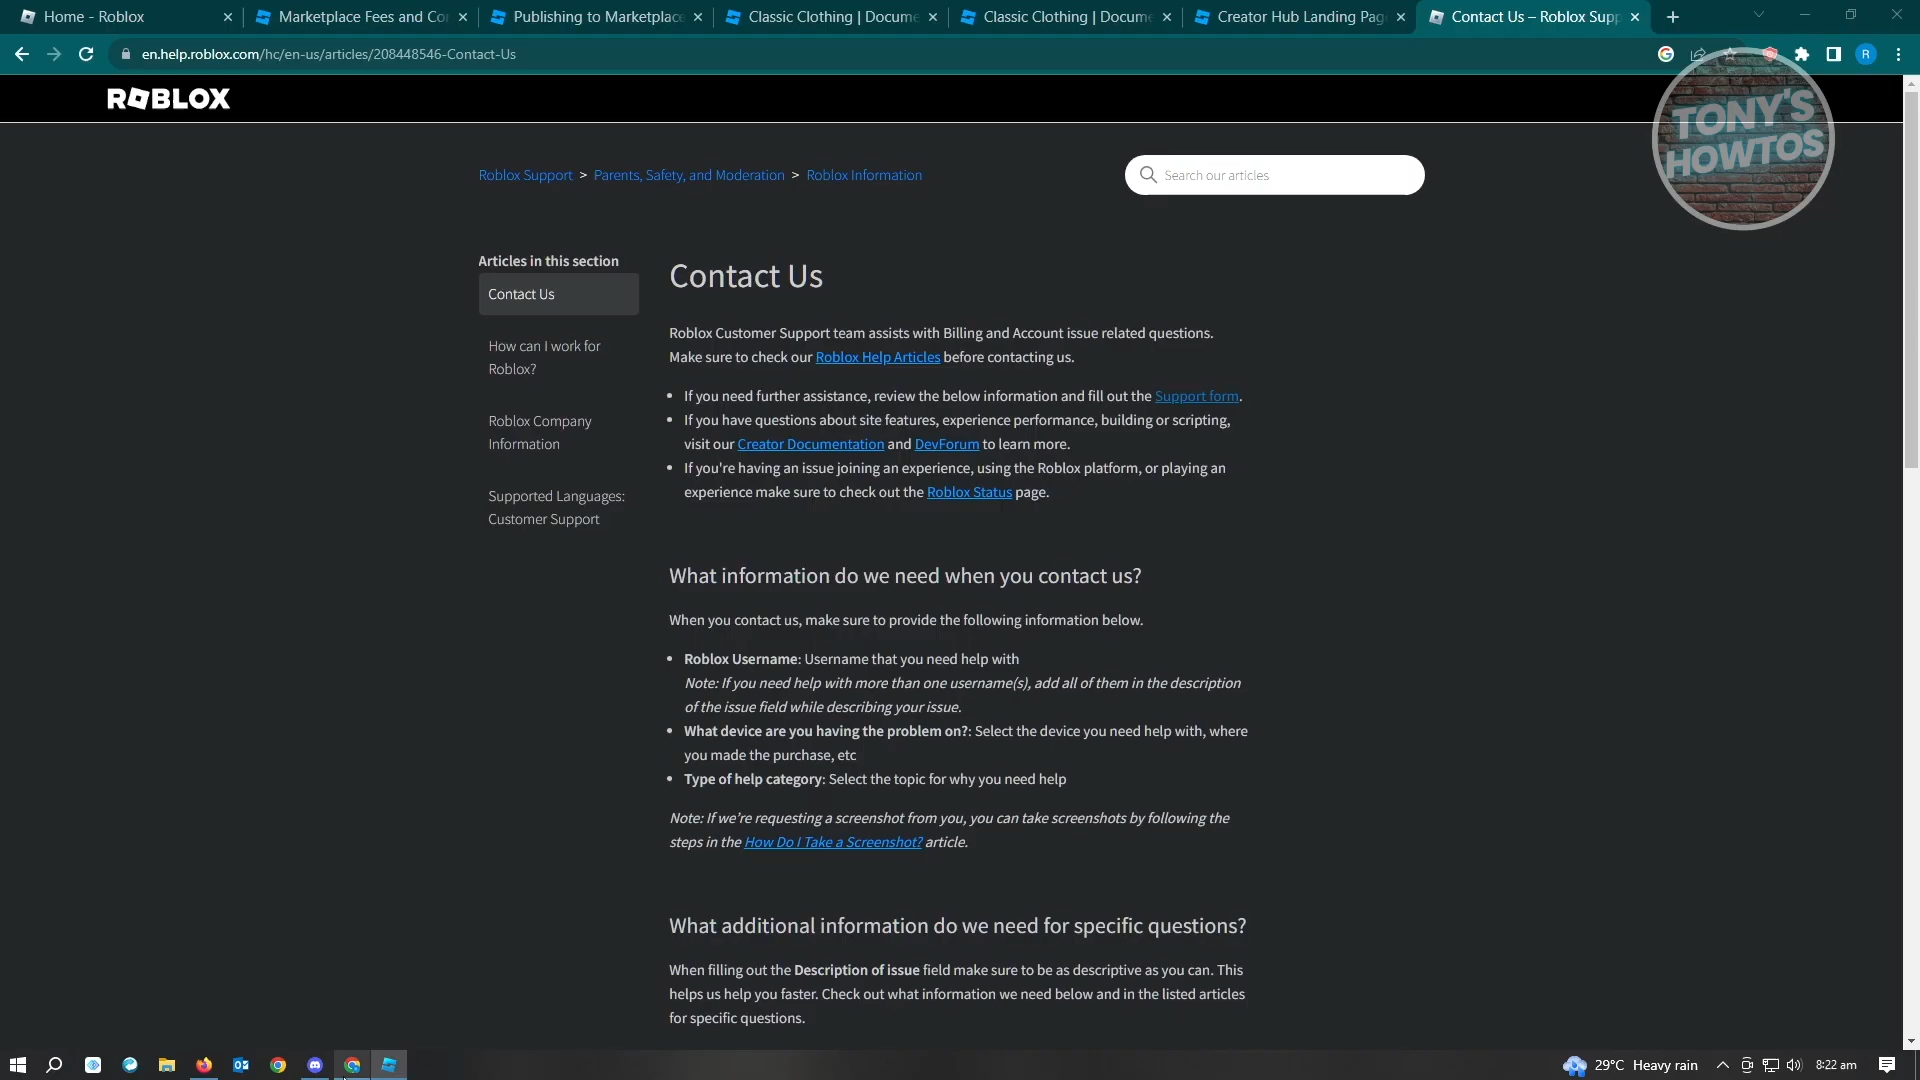 Home - Roblox
Marketplace Fees and Co
Publishing to Marketplace
Classic Clothing | Docume
Classic Clothing | Docume
Creator Hub Landing Pag
Contact Us – Roblox Supp
en.help.roblox.com/hc/en-us/articles/208448546-Contact-Us
R
ROBLOX
TONY'S
HOWTOS
Roblox Support > Parents, Safety, and Moderation > Roblox Information
Search our articles
Articles in this section
Contact Us
How can I work for
Roblox?
Roblox Company
Information
Supported Languages:
Customer Support
Contact Us
Roblox Customer Support team assists with Billing and Account issue related questions.
Make sure to check our Roblox Help Articles before contacting us.
• If you need further assistance, review the below information and fill out the Support form.
• If you have questions about site features, experience performance, building or scripting,
visit our Creator Documentation and DevForum to learn more.
• If you're having an issue joining an experience, using the Roblox platform, or playing an
experience make sure to check out the Roblox Status page.
What information do we need when you contact us?
When you contact us, make sure to provide the following information below.
• Roblox Username: Username that you need help with
Note: If you need help with more than one username(s), add all of them in the description
of the issue field while describing your issue.
• What device are you having the problem on?: Select the device you need help with, where
you made the purchase, etc
• Type of help category: Select the topic for why you need help
Note: If we're requesting a screenshot from you, you can take screenshots by following the
steps in the How Do I Take a Screenshot? article.
What additional information do we need for specific questions?
When filling out the Description of issue field make sure to be as descriptive as you can. This
helps us help you faster. Check out what information we need below and in the listed articles
for specific questions.
29°C Heavy rain
8:22 am